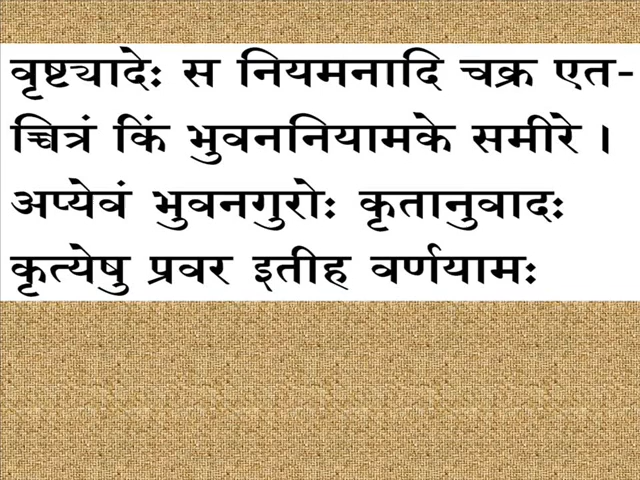 वृष्ट्यादेः स नियमनादि चक्र एत-
च्चित्रं किं भुवननियामके समीरे ।
अप्येवं भुवनगुरोः कृतानुवादः
कृत्येषु प्रवर इतीह वर्णयामः